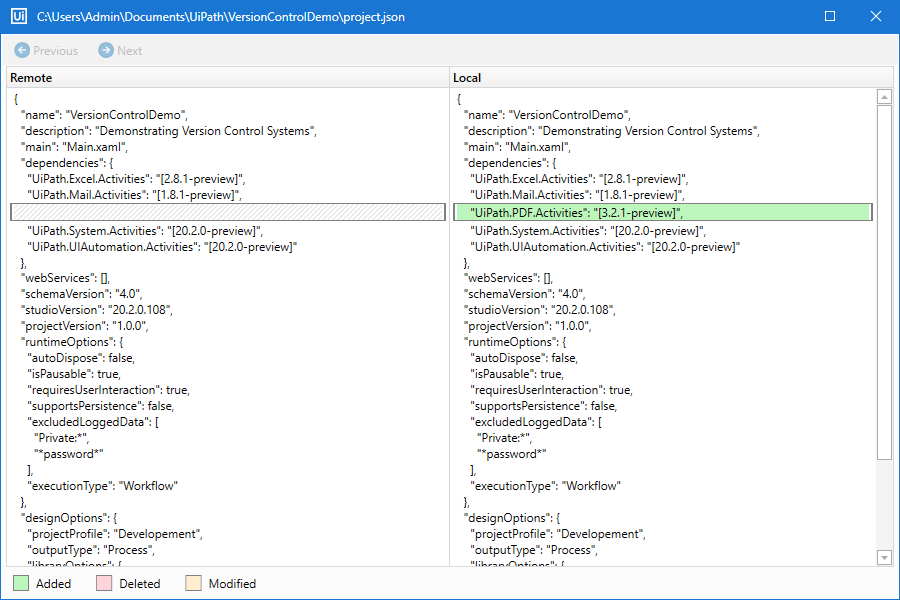 Ui C:\Users\Admin\Documents\UiPath\VersionControlDemo\project.json
Previous Next
Remote
{
"name": "VersionControlDemo",
"description": "Demonstrating Version Control Systems",
"main": "Main.xaml",
"dependencies": {
"UiPath.Excel.Activities": "[2.8.1-preview]",
"UiPath.Mail.Activities": "[1.8.1-preview]",
"UiPath.System.Activities": "[20.2.0-preview]",
"UiPath.UIAutomation.Activities": "[20.2.0-preview]"
},
"webServices": [],
"schemaVersion": "4.0",
"studioVersion": "20.2.0.108",
"projectVersion": "1.0.0",
"runtimeOptions": {
"autoDispose": false,
"isPausable": true,
"requiresUserInteraction": true,
"supportsPersistence": false,
"excludedLoggedData": [
"Private:*",
"*password*"
],
"executionType": "Workflow"
},
"designOptions": {
"projectProfile": "Developement",
"outputType": "Process",
"libraryOptions": {
Local
{
"name": "VersionControlDemo",
"description": "Demonstrating Version Control Systems",
"main": "Main.xaml",
"dependencies": {
"UiPath.Excel.Activities": "[2.8.1-preview]",
"UiPath.Mail.Activities": "[1.8.1-preview]",
"UiPath.PDF.Activities": "[3.2.1-preview]",
"UiPath.System.Activities": "[20.2.0-preview]",
"UiPath.UIAutomation.Activities": "[20.2.0-preview]"
},
"webServices": [],
"schemaVersion": "4.0",
"studioVersion": "20.2.0.108",
"projectVersion": "1.0.0",
"runtimeOptions": {
"autoDispose": false,
"isPausable": true,
"requiresUserInteraction": true,
"supportsPersistence": false,
"excludedLoggedData": [
"Private:*",
"*password*"
],
"executionType": "Workflow"
},
"designOptions": {
"projectProfile": "Developement",
"outputType": "Process",
"libraryOptions": {
Added Deleted Modified